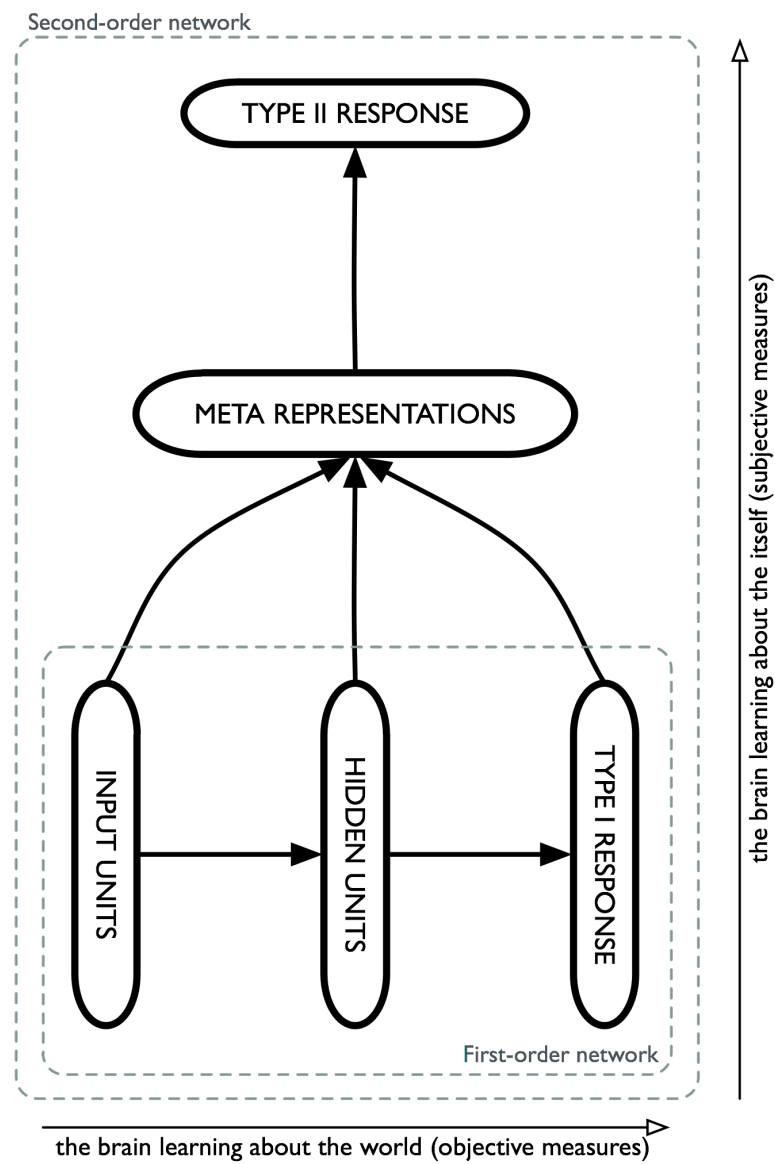 Second-order network
TYPE II RESPONSE
META REPRESENTATIONS
INPUT UNITS
HIDDEN UNITS
TYPE I RESPONSE
First-order network
the brain learning about the world (objective measures)
the brain learning about the itself (subjective measures)